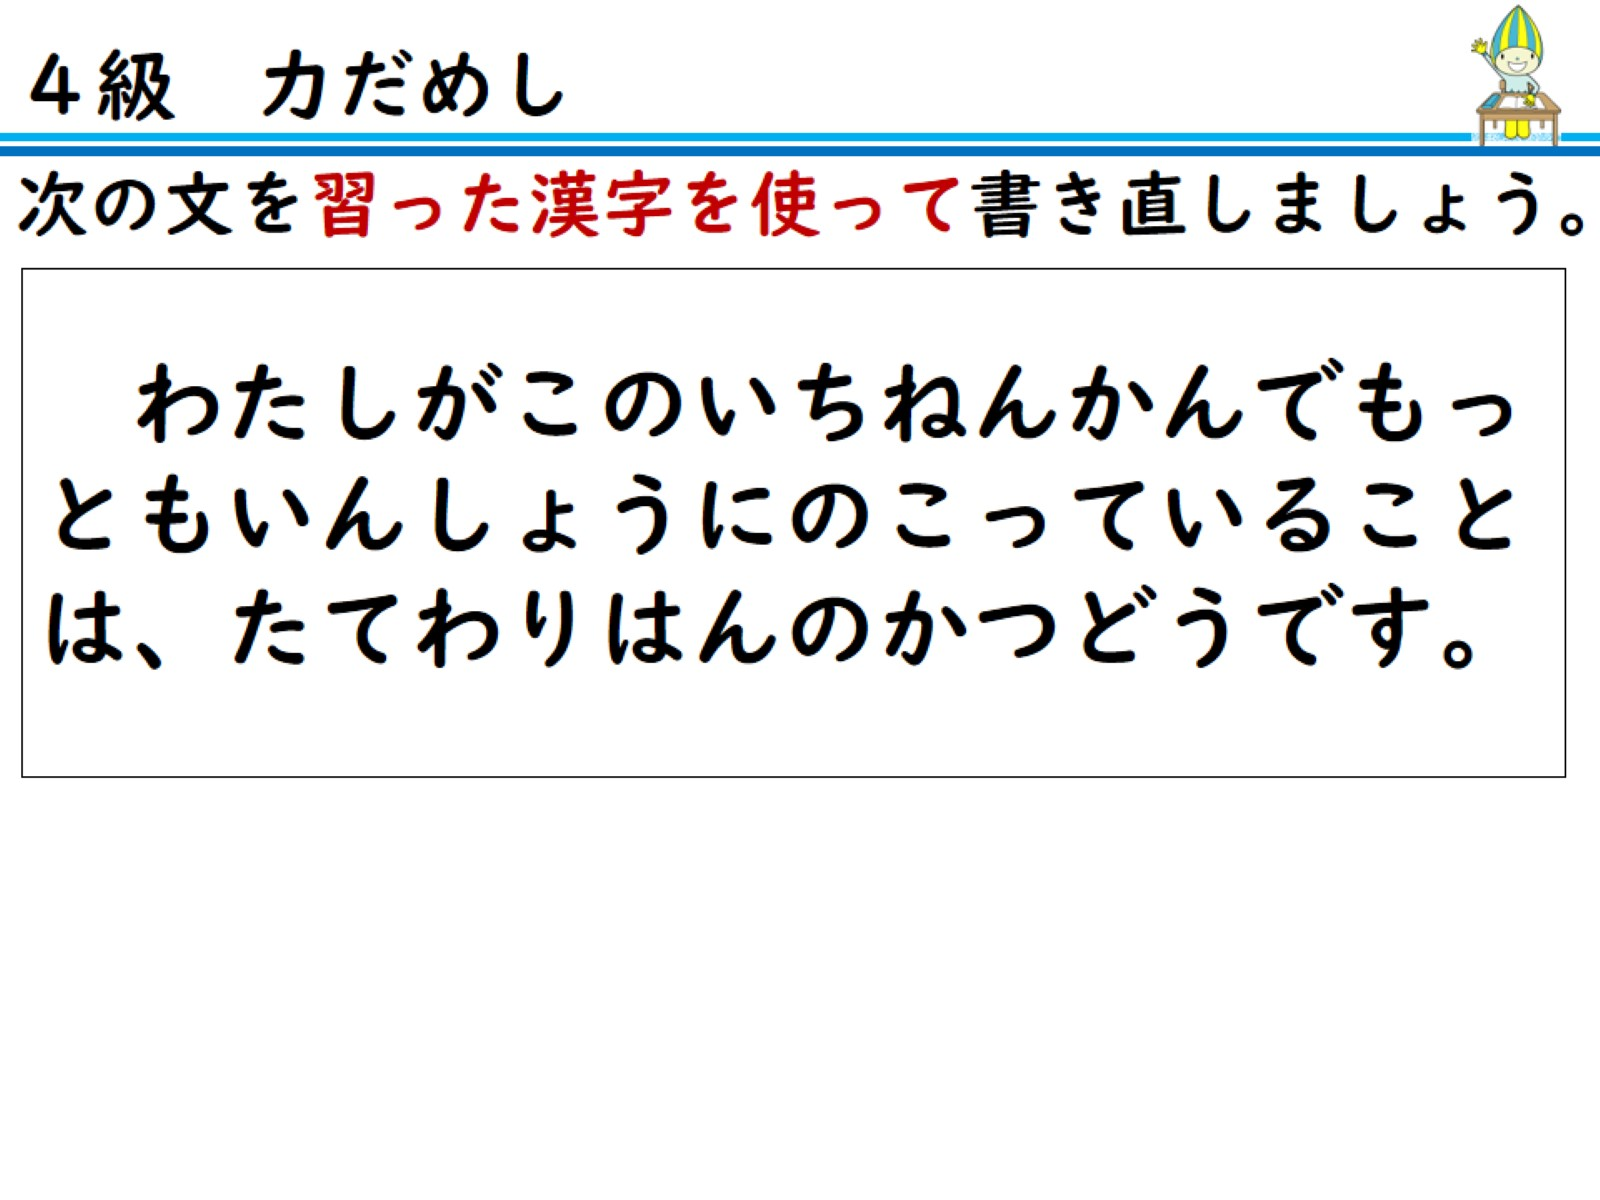 ４級　力だめし
次の文を習った漢字を使って書き直しましょう。
　わたしがこのいちねんかんでもっ
ともいんしょうにのこっていること
は、たてわりはんのかつどうです。